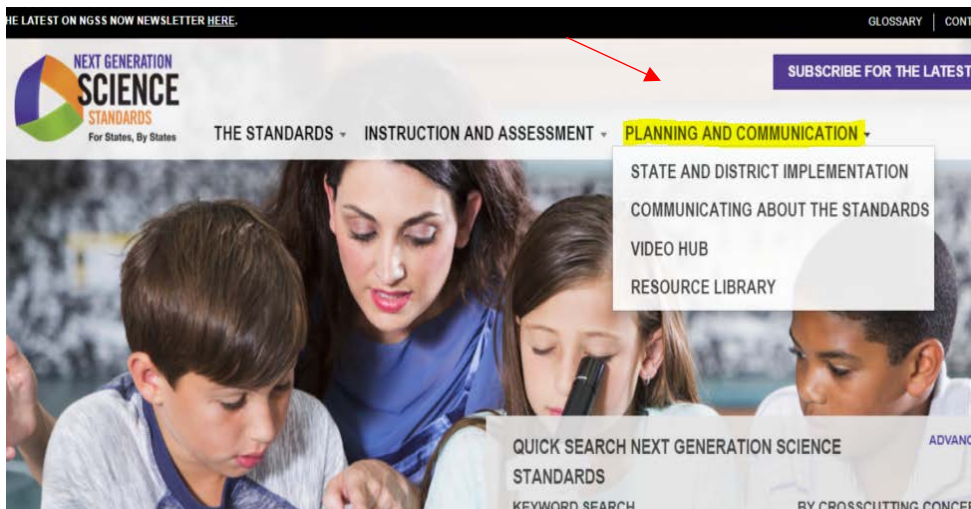 HE LATEST ON NGSS NOW NEWSLETTER HERE.
GLOSSARY
CONT
NEXT GENERATION
SCIENCE
STANDARDS
For States, By States
SUBSCRIBE FOR THE LATEST
THE STANDARDS
INSTRUCTION AND ASSESSMENT
PLANNING AND COMMUNICATION
STATE AND DISTRICT IMPLEMENTATION
COMMUNICATING ABOUT THE STANDARDS
VIDEO HUB
RESOURCE LIBRARY
QUICK SEARCH NEXT GENERATION SCIENCE
STANDARDS
ADVANC
KEYWORD SEARCH
BY CROSSCUTTING CONCEP